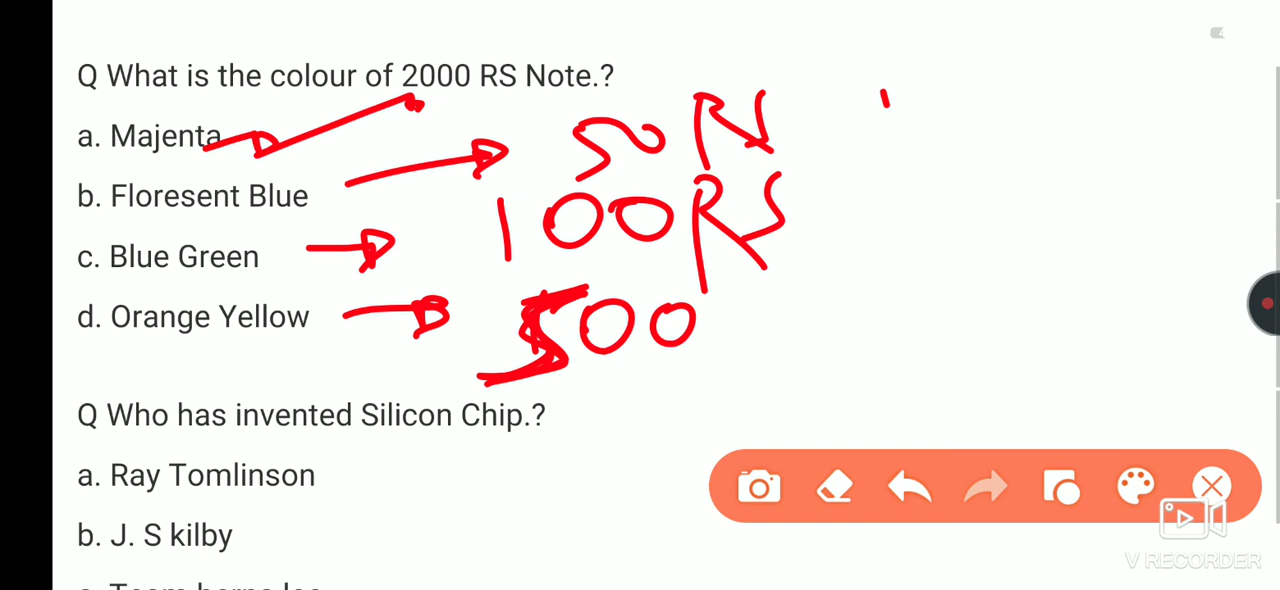 Q What is the colour of 2000 RS Note.?
a. Majenta
50 N
b. Floresent Blue
100 RS
c. Blue Green
d. Orange Yellow
500
Q Who has invented Silicon Chip.?
a. Ray Tomlinson
b. J. S kilby
V RECORDER